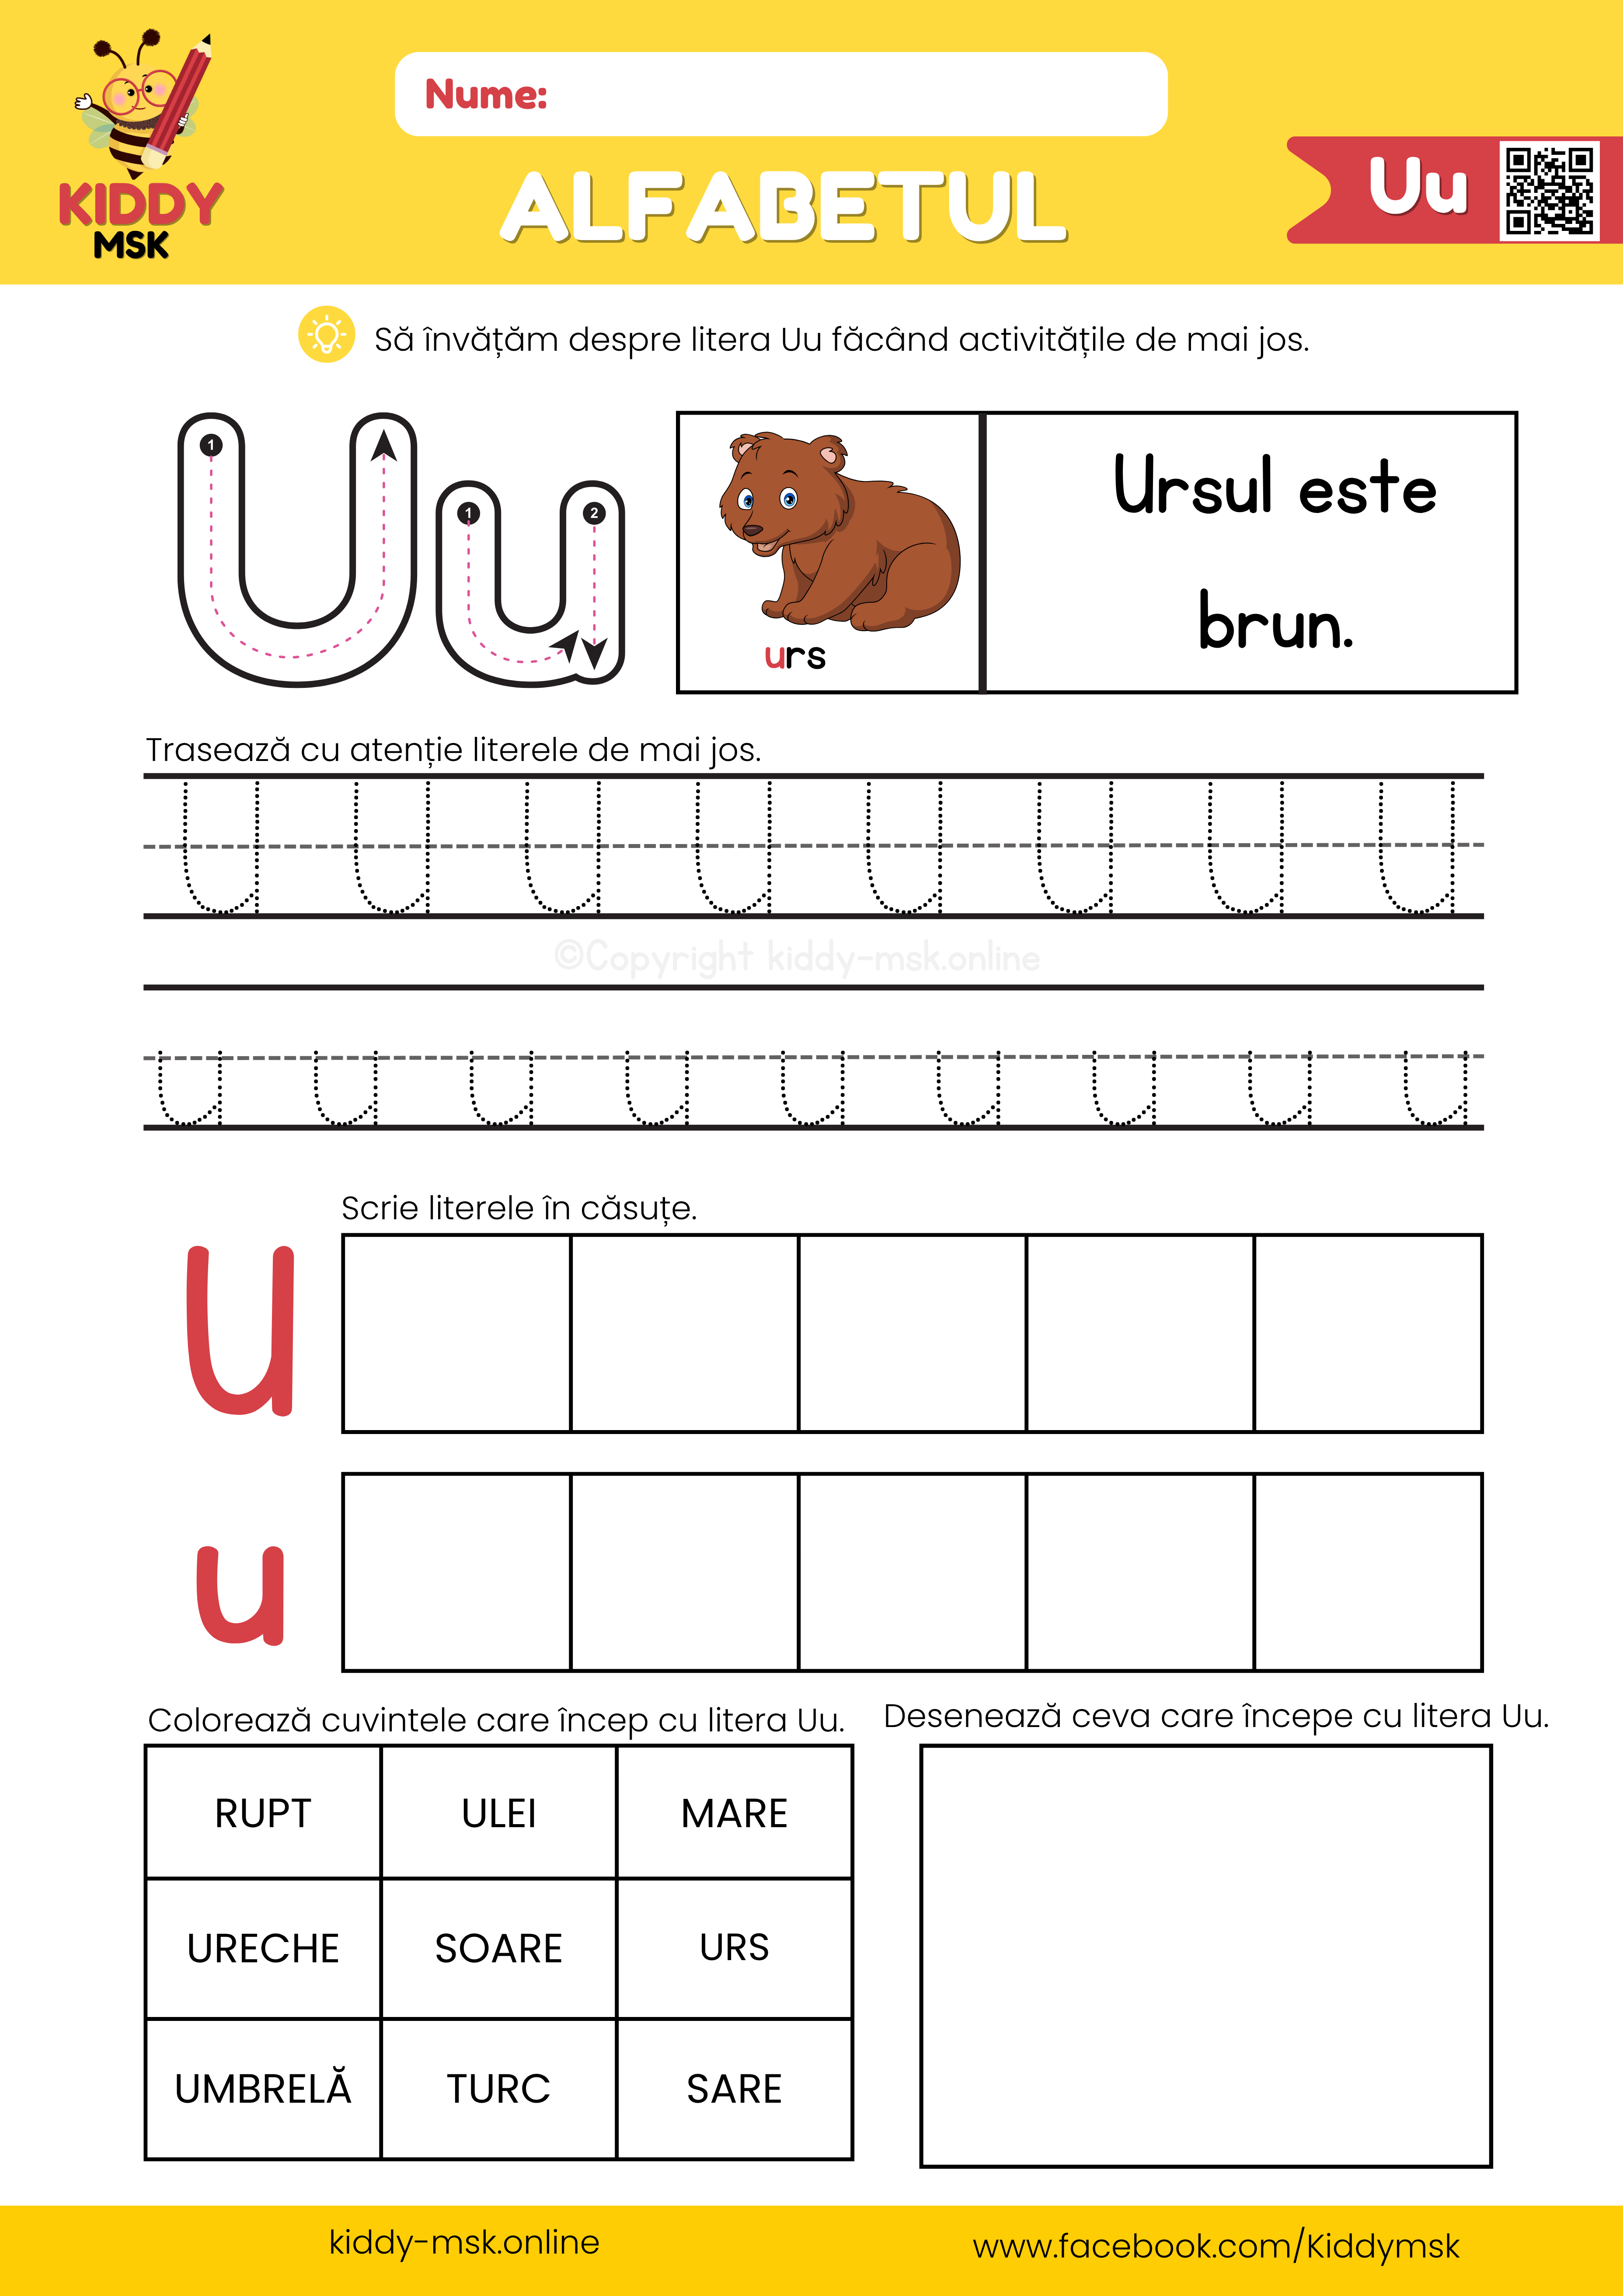 Nume:
KIDDY
MSK
ALFABETUL
Uu
Să învățăm despre litera Uu făcând activitățile de mai jos.
1
1
2
urs
Ursul este
brun.
Trasează cu atenție literele de mai jos.
U U U U U U U U
©Copyright kiddy-msk.online
u u u u u u u u u
Scrie literele în căsuțe.
U
u
Colorează cuvintele care încep cu litera Uu.
RUPT ULEI MARE
URECHE SOARE URS
UMBRELĂ TURC SARE
Desenează ceva care începe cu litera Uu.
kiddy-msk.online
www.facebook.com/Kiddymsk